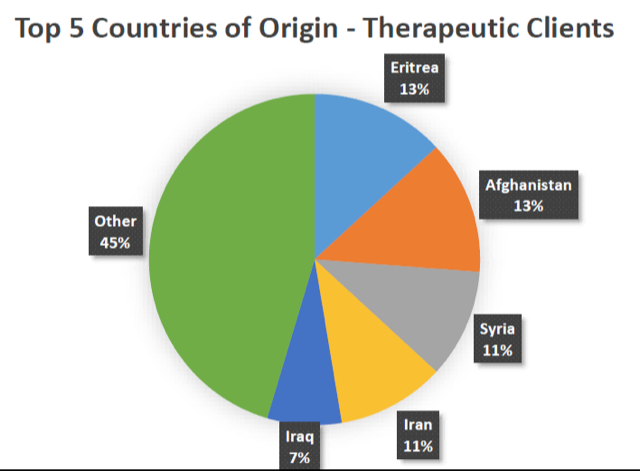 Top 5 Countries of Origin - Therapeutic Clients
Eritrea
13%
Afghanistan
13%
Syria
11%
Iran
11%
Iraq
7%
Other
45%